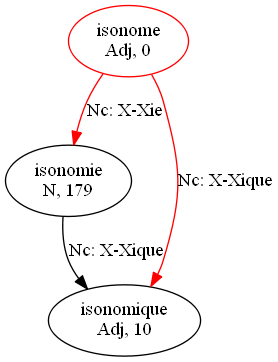 isonome
Adj, 0
Nc: X-Xie
isonomie
N, 179
Nc: X-Xique
Nc: X-Xique
isonomique
Adj, 10